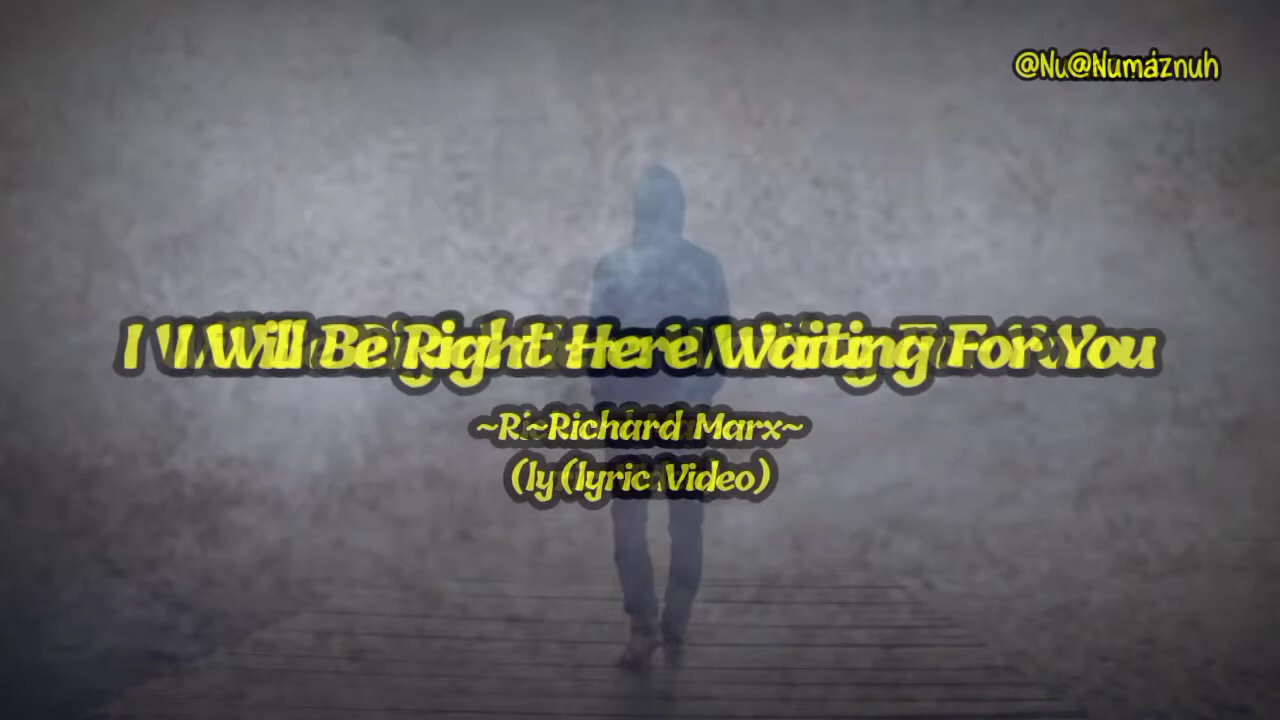 @Nu@Numáznuh
I I Will Be Right Here Waiting For You
~Ri~Richard Marx~
(ly(lyric Video)